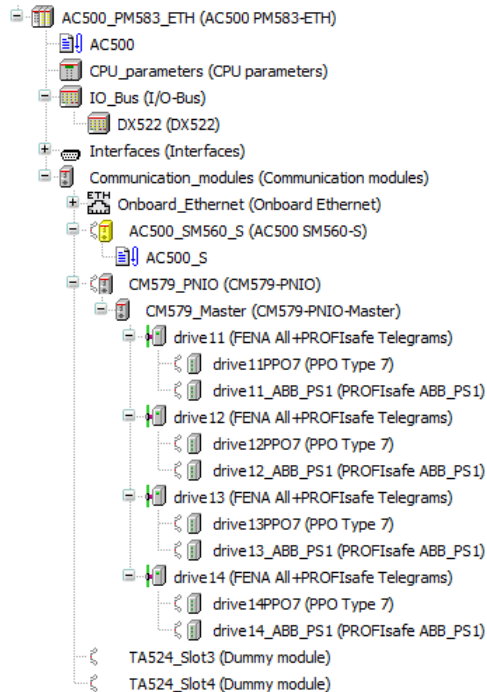 AC500_PM583_ETH (AC500 PM583-ETH)
AC500
CPU_parameters (CPU parameters)
IO_Bus (I/O-Bus)
DX522 (DX522)
Interfaces (Interfaces)
Communication_modules (Communication modules)
ETH Onboard_Ethernet (Onboard Ethernet)
AC500_SM560_S (AC500 SM560-S)
AC500_S
CM579_PNIO (CM579-PNIO)
CM579_Master (CM579-PNIO-Master)
drive11 (FENA All+PROFIsafe Telegrams)
drive11PPO7 (PPO Type 7)
drive11_ABB_PS1 (PROFIsafe ABB_PS1)
drive12 (FENA All+PROFIsafe Telegrams)
drive12PPO7 (PPO Type 7)
drive12_ABB_PS1 (PROFIsafe ABB_PS1)
drive13 (FENA All+PROFIsafe Telegrams)
drive13PPO7 (PPO Type 7)
drive13_ABB_PS1 (PROFIsafe ABB_PS1)
drive14 (FENA All+PROFIsafe Telegrams)
drive14PPO7 (PPO Type 7)
drive14_ABB_PS1 (PROFIsafe ABB_PS1)
TA524_Slot3 (Dummy module)
TA524_Slot4 (Dummy module)